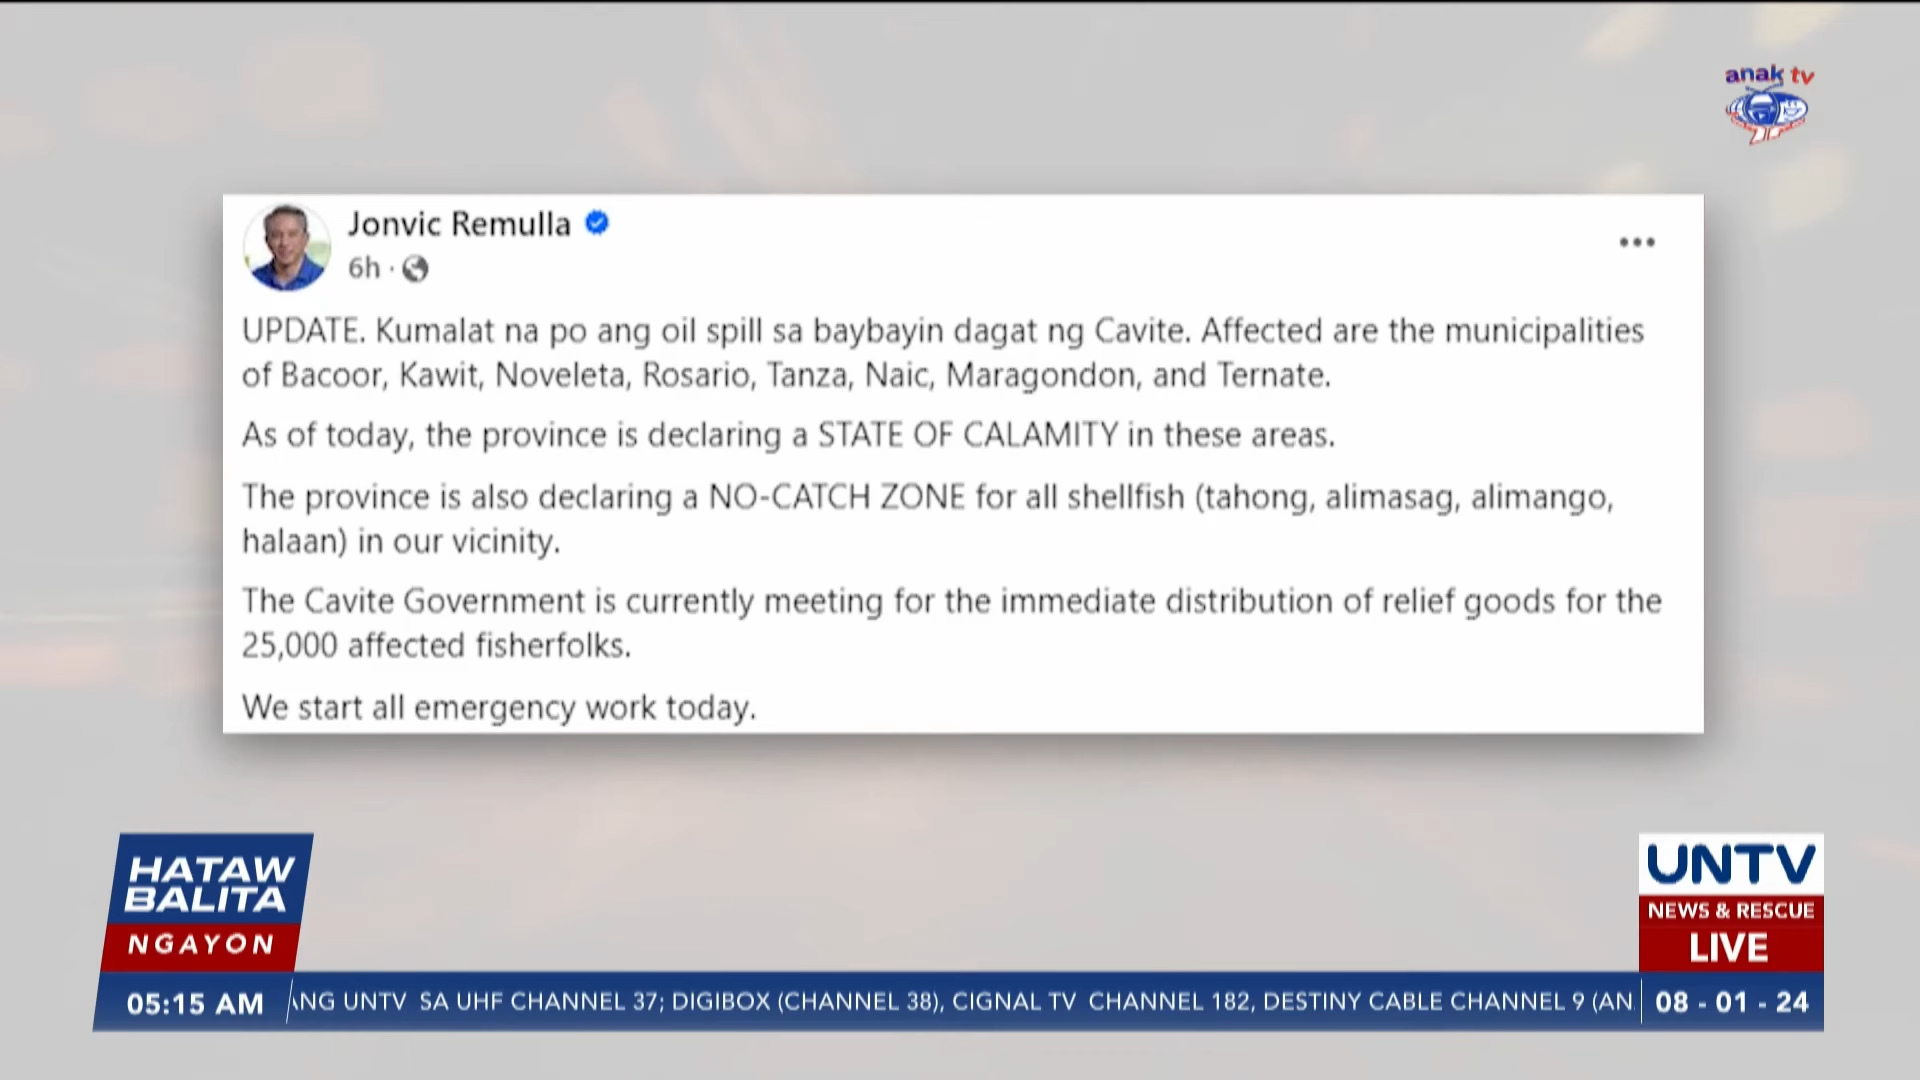 anak tv
Jonvic Remulla
6h ·
UPDATE. Kumalat na po ang oil spill sa baybayin dagat ng Cavite. Affected are the municipalities
of Bacoor, Kawit, Noveleta, Rosario, Tanza, Naic, Maragondon, and Ternate.
As of today, the province is declaring a STATE OF CALAMITY in these areas.
The province is also declaring a NO-CATCH ZONE for all shellfish (tahong, alimasag, alimango,
halaan) in our vicinity.
The Cavite Government is currently meeting for the immediate distribution of relief goods for the
25,000 affected fisherfolks.
We start all emergency work today.
HATAW
BALITA
NGAYON
UNTV
NEWS & RESCUE
LIVE
05:15 AM
ANG UNTV SA UHF CHANNEL 37; DIGIBOX (CHANNEL 38), CIGNAL TV CHANNEL 182, DESTINY CABLE CHANNEL 9 (AN
08 - 01 - 24